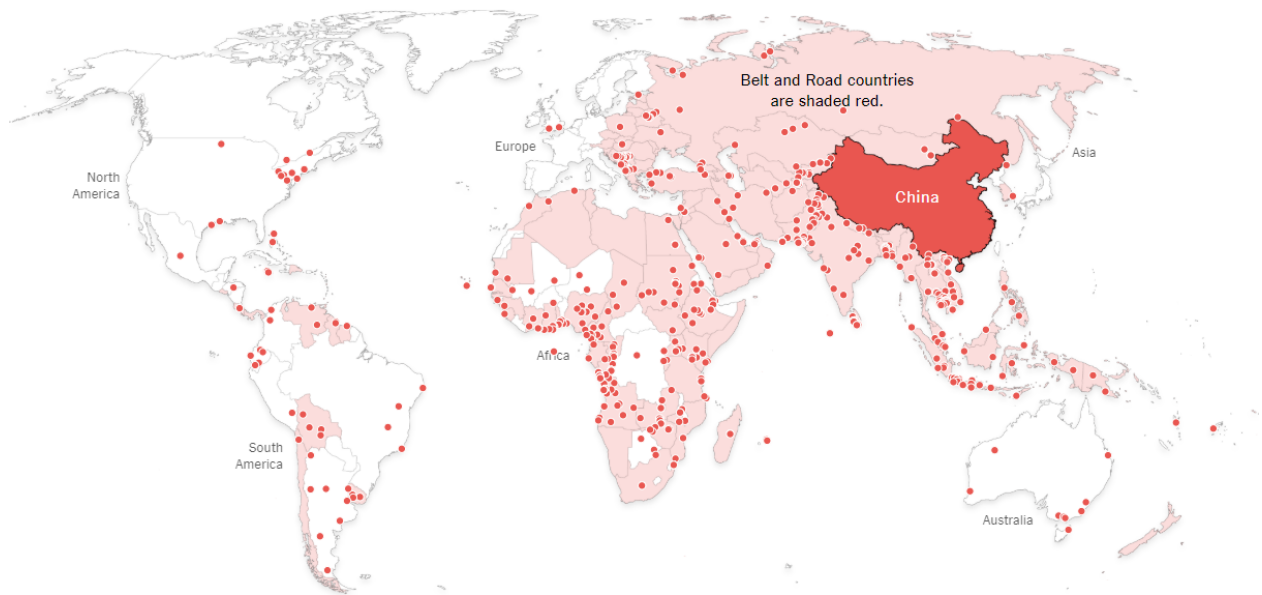 Belt and Road countries
are shaded red.
Europe
Asia
North
America
China
Africa
South
America
Australia